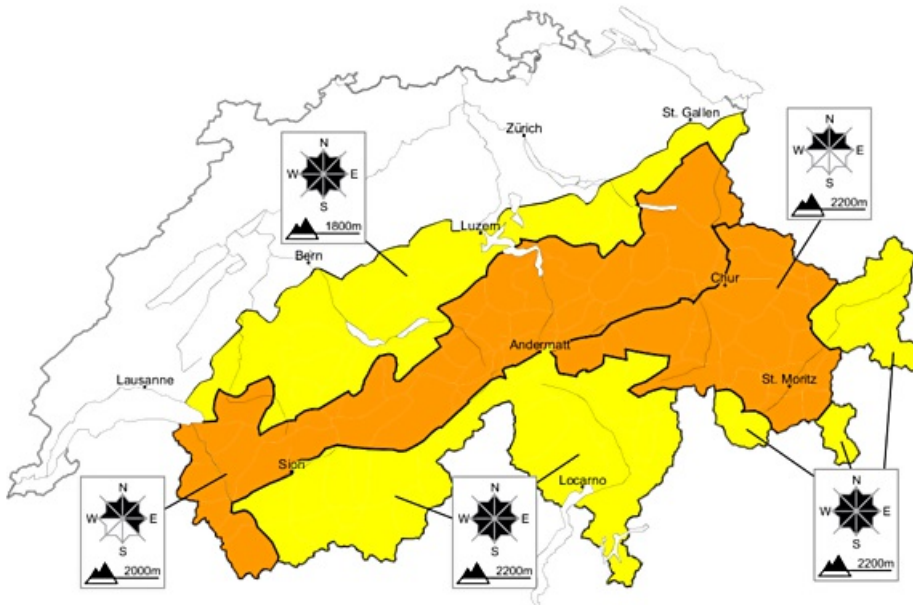 St. Gallen
Zürich
N
W E
S
2200m
N
W E
S
1800m
Luzern
Bern
Chur
Andermatt
Lausanne
St. Moritz
Sion
Locarno
N
W E
S
2000m
N
W E
S
2200m
N
W E
S
2200m